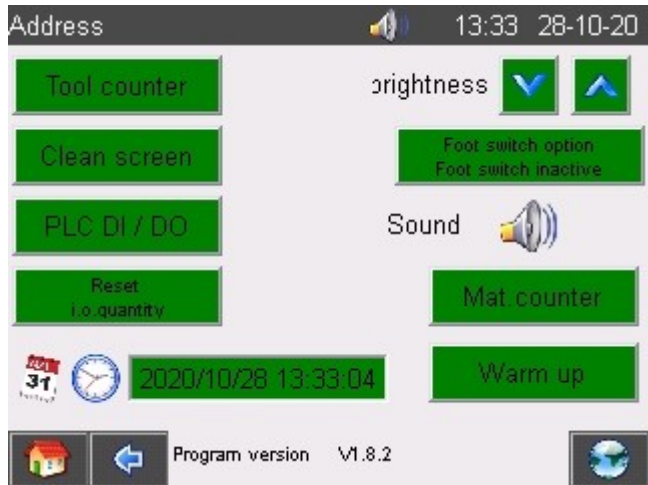 Address 13:33 28-10-20
Tool counter
brightness
Clean screen
Foot switch option
Foot switch inactive
PLC DI / DO
Sound
Reset
i.o.quantity
Mat.counter
31
2020/10/28 13:33:04
Warm up
Program version V1.8.2